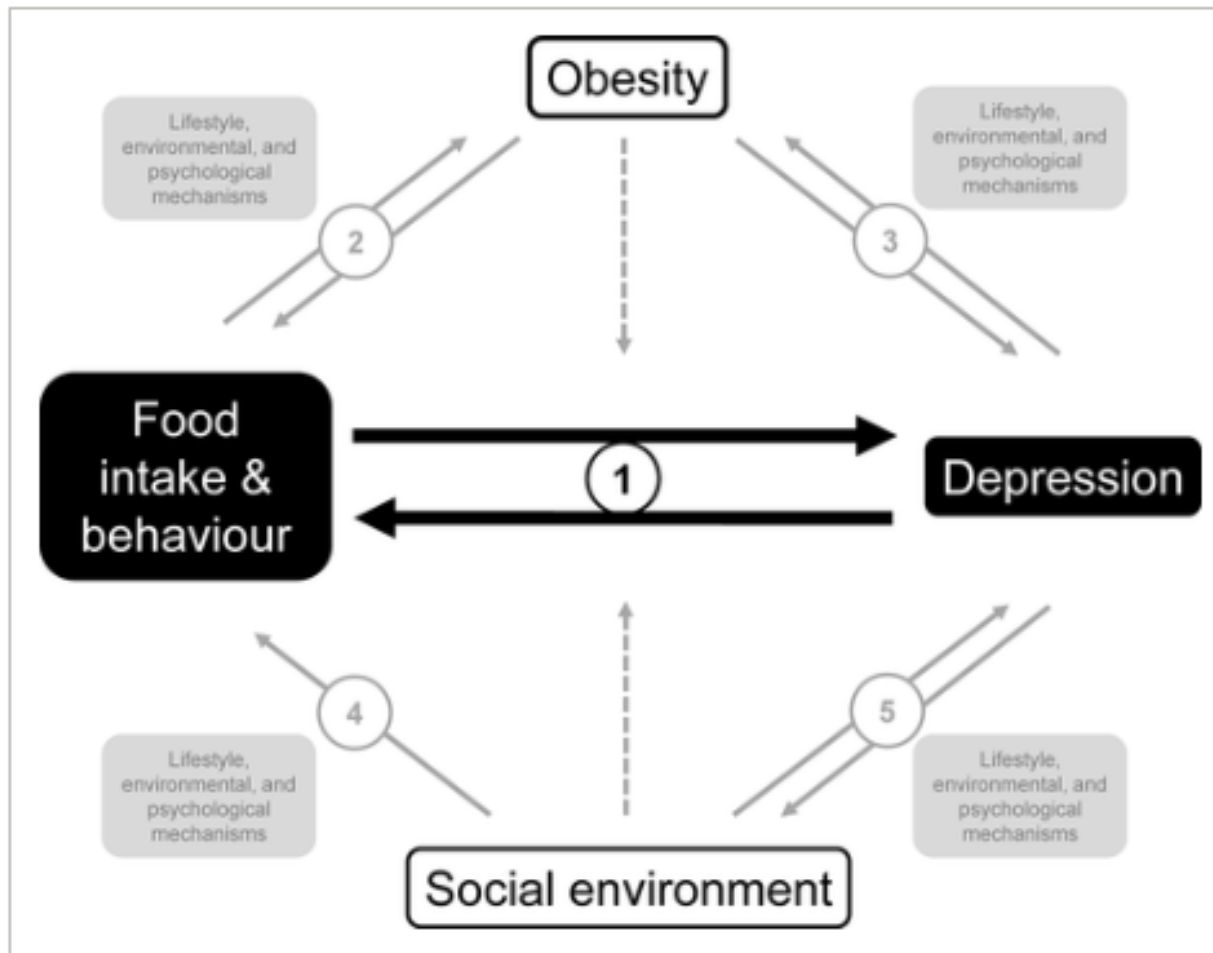 Obesity
Lifestyle,
environmental, and
psychological
mechanisms
Lifestyle,
environmental, and
psychological
mechanisms
2
3
Food
intake &
behaviour
1
Depression
4
5
Lifestyle,
environmental, and
psychological
mechanisms
Lifestyle,
environmental, and
psychological
mechanisms
Social environment